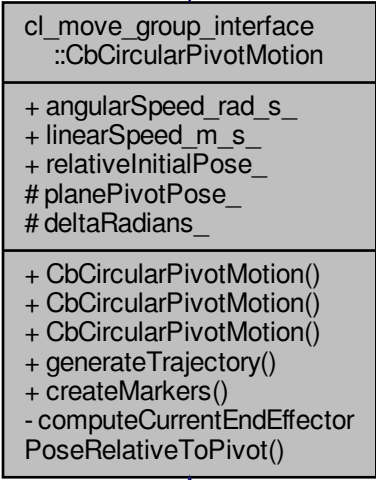 cl_move_group_interface
::CbCircularPivotMotion
+ angularSpeed_rad_s_
+ linearSpeed_m_s_
+ relativeInitialPose_
# planePivotPose_
# deltaRadians_
+ CbCircularPivotMotion()
+ CbCircularPivotMotion()
+ CbCircularPivotMotion()
+ generateTrajectory()
+ createMarkers()
- computeCurrentEndEffector
PoseRelativeToPivot()